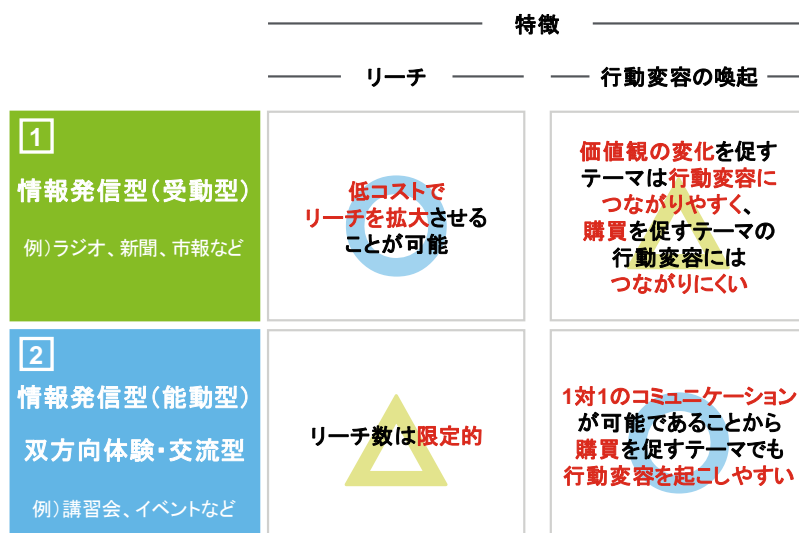 特徴
リーチ
行動変容の喚起
1
情報発信型(受動型)
例)ラジオ、新聞、市報など
低コストで
リーチを拡大させる
ことが可能
価値観の変化を促す
テーマは行動変容に
つながりやすく、
購買を促すテーマの
行動変容には
つながりにくい
2
情報発信型(能動型)
双方向体験・交流型
例)講習会、イベントなど
リーチ数は限定的
1対1のコミュニケーション
が可能であることから
購買を促すテーマでも
行動変容を起こしやすい